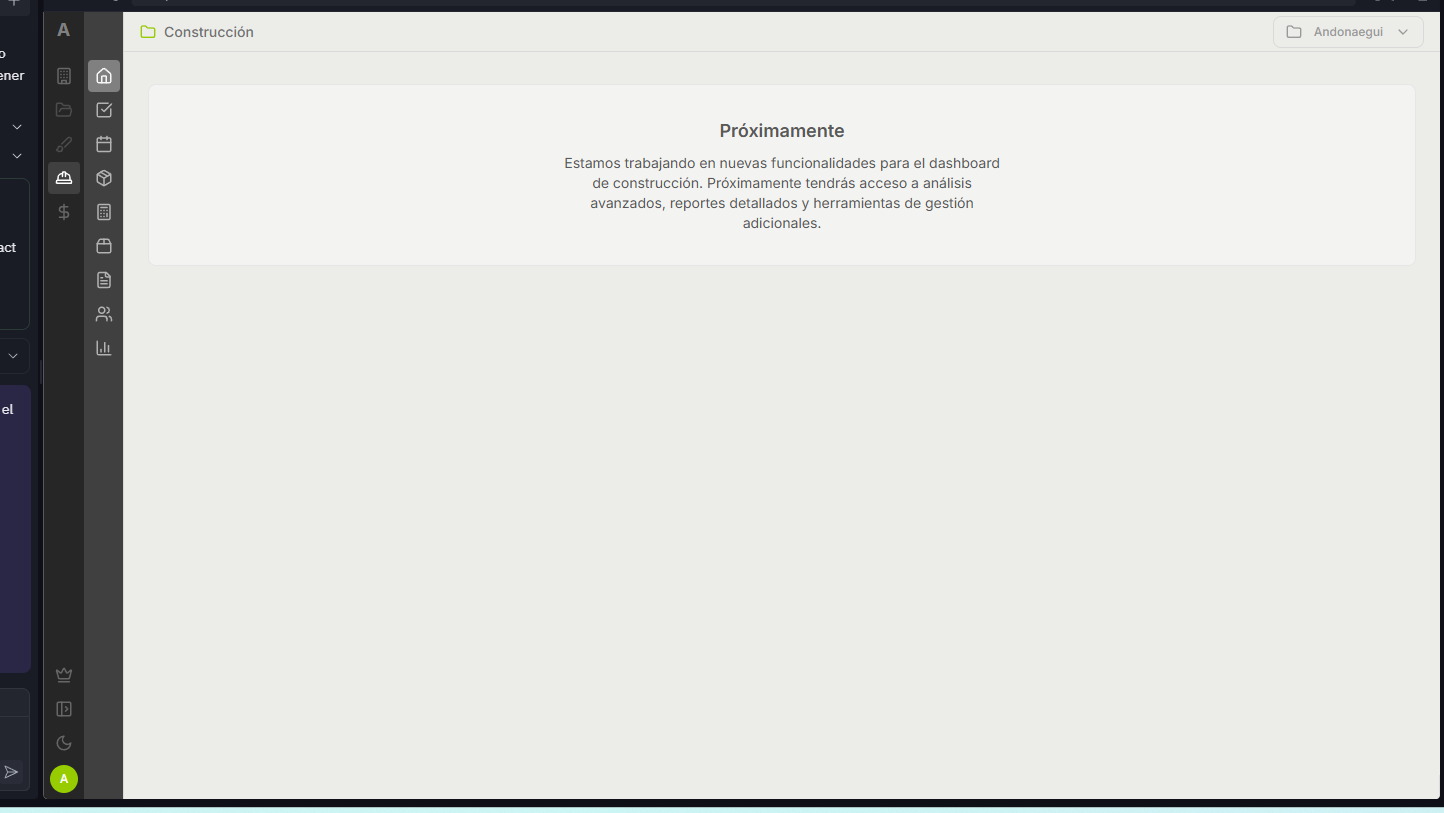 o
ener
act
el
A
Construcción
Andonaegui
Próximamente
Estamos trabajando en nuevas funcionalidades para el dashboard
de construcción. Próximamente tendrás acceso a análisis
avanzados, reportes detallados y herramientas de gestión
adicionales.
A